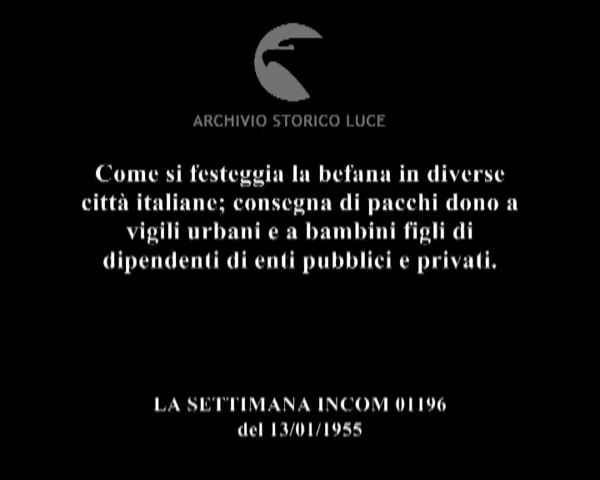 ARCHIVIO STORICO LUCE
Come si festeggia la befana in diverse
città italiane; consegna di pacchi dono a
vigili urbani e a bambini figli di
dipendenti di enti pubblici e privati.
LA SETTIMANA INCOM 01196
del 13/01/1955